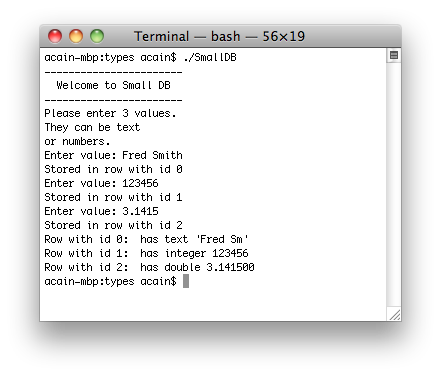 Terminal — bash — 56×19
acain-mbp:types acain$ ./SmallDB
-----------------------
  Welcome to Small DB
-----------------------
Please enter 3 values.
They can be text
or numbers.
Enter value: Fred Smith
Stored in row with id 0
Enter value: 123456
Stored in row with id 1
Enter value: 3.1415
Stored in row with id 2
Row with id 0:  has text 'Fred Sm'
Row with id 1:  has integer 123456
Row with id 2:  has double 3.141500
acain-mbp:types acain$